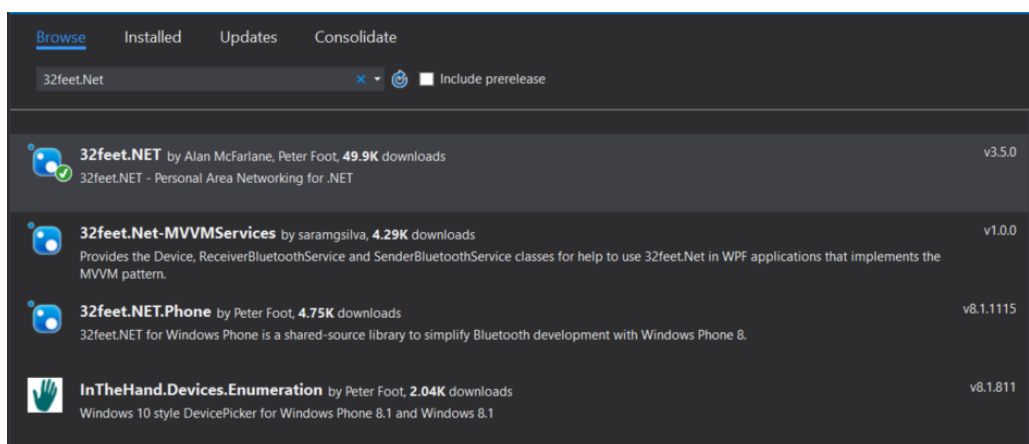 Browse Installed Updates Consolidate
32feet.Net Include prerelease
32feet.NET by Alan McFarlane, Peter Foot, 49.9K downloads v3.5.0
32feet.NET - Personal Area Networking for .NET
32feet.Net-MVVMServices by saramgsilva, 4.29K downloads v1.0.0
Provides the Device, ReceiverBluetoothService and SenderBluetoothService classes for help to use 32feet.Net in WPF applications that implements the
MVVM pattern.
32feet.NET.Phone by Peter Foot, 4.75K downloads v8.1.1115
32feet.NET for Windows Phone is a shared-source library to simplify Bluetooth development with Windows Phone 8.
InTheHand.Devices.Enumeration by Peter Foot, 2.04K downloads v8.1.811
Windows 10 style DevicePicker for Windows Phone 8.1 and Windows 8.1